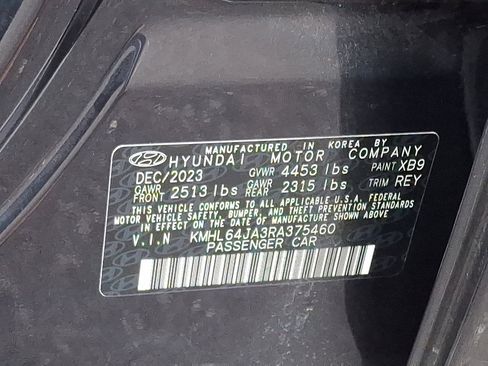 MANUFACTURED IN KOREA BY
HYUNDAI MOTOR COMPANY
DEC/2023 GVWR 4453 lbs PAINT XB9
GAWR FRONT 2513 lbs GAWR REAR 2315 lbs TRIM REY
THIS VEHICLE CONFORMS TO ALL APPLICABLE U.S.A. FEDERAL
MOTOR VEHICLE SAFETY, BUMPER, AND THEFT PREVENTION STANDARDS
IN EFFECT ON THE DATE OF MANUFACTURE SHOWN ABOVE.
V.I.N KMHL64JA3RA375460
PASSENGER CAR